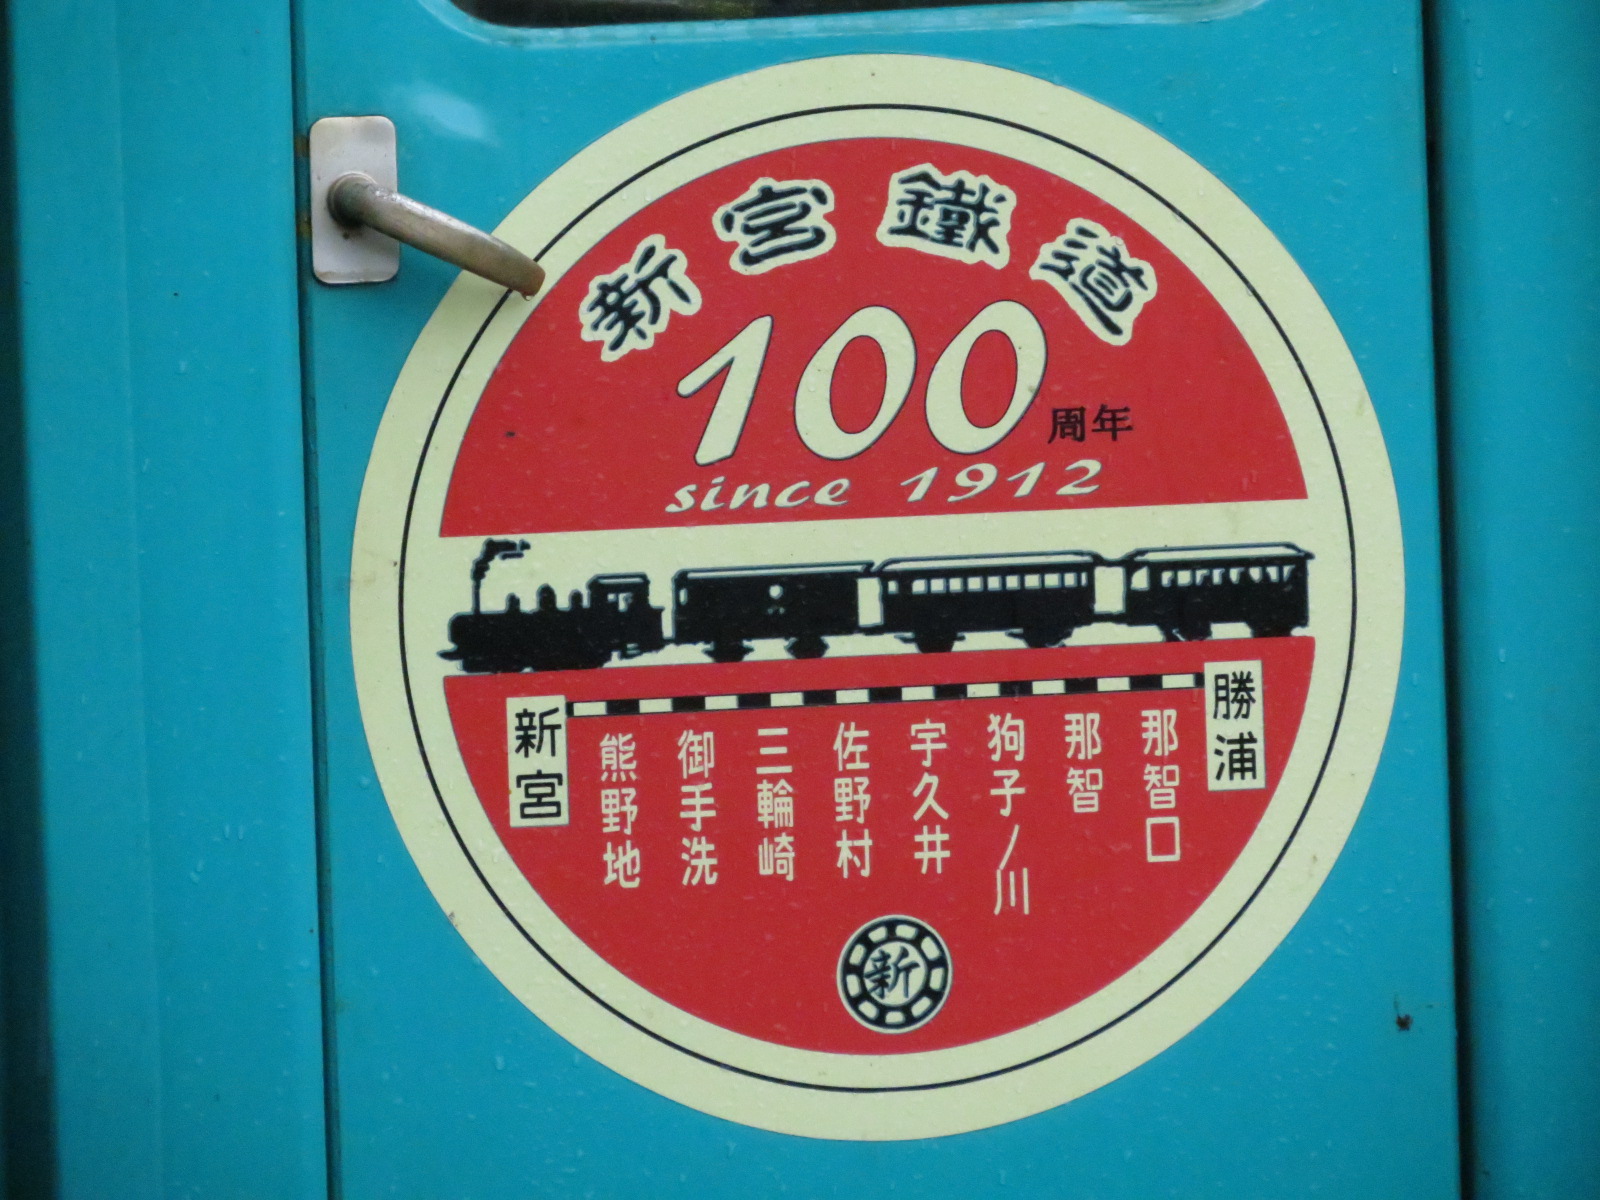 新宮鐵道
100周年
since 1912
新宮
熊野地
御手洗
三輪崎
佐野村
宇久井
狗子ノ川
那智
那智口
勝浦
新